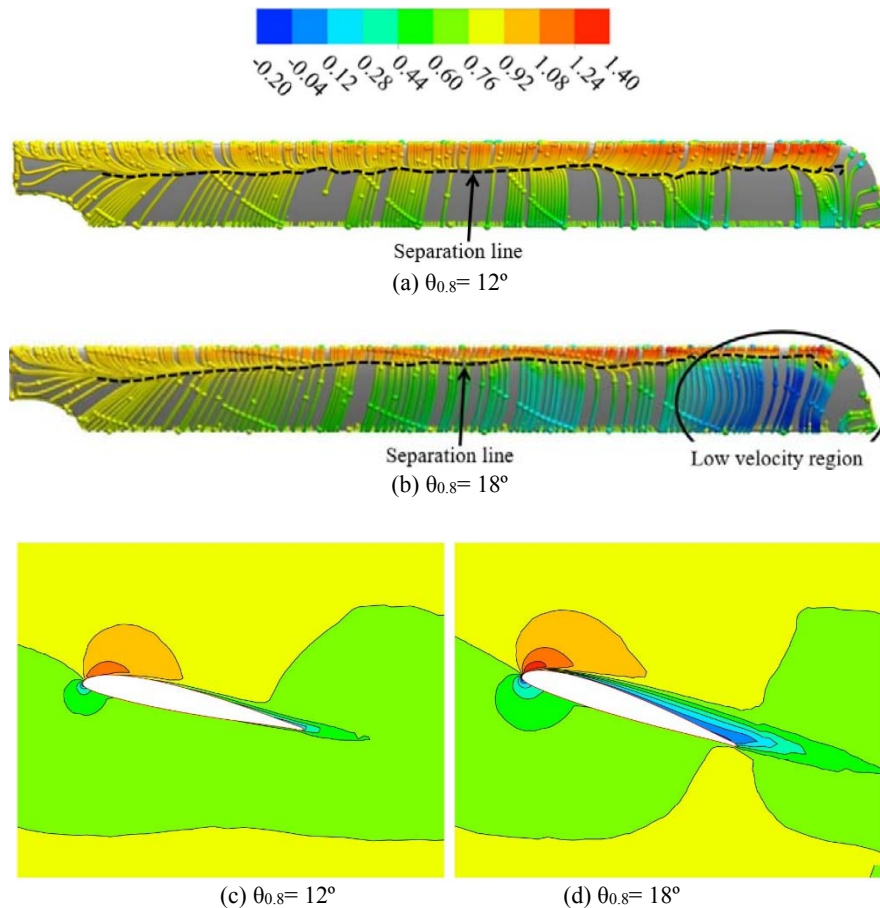 -0.20 -0.04 0.12 0.28 0.44 0.60 0.76 0.92 1.08 1.24 1.40
Separation line
(a) θ0.8= 12º
Separation line
Low velocity region
(b) θ0.8= 18º
(c) θ0.8= 12º
(d) θ0.8= 18º